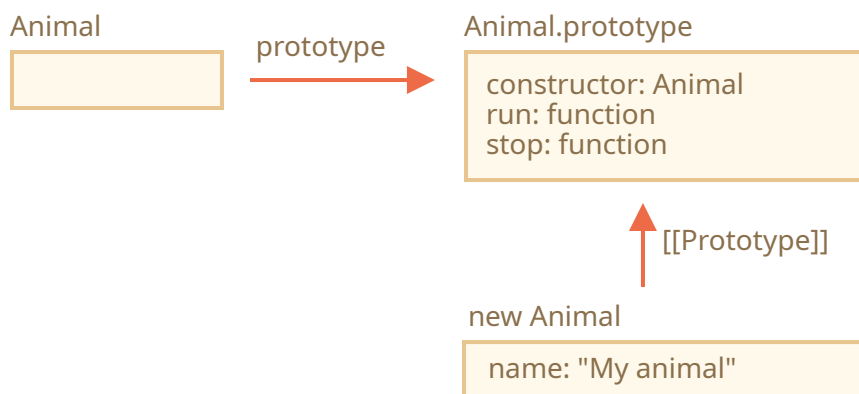 Animal
prototype
Animal.prototype
constructor: Animal
run: function
stop: function
[[Prototype]]
new Animal
name: "My animal"